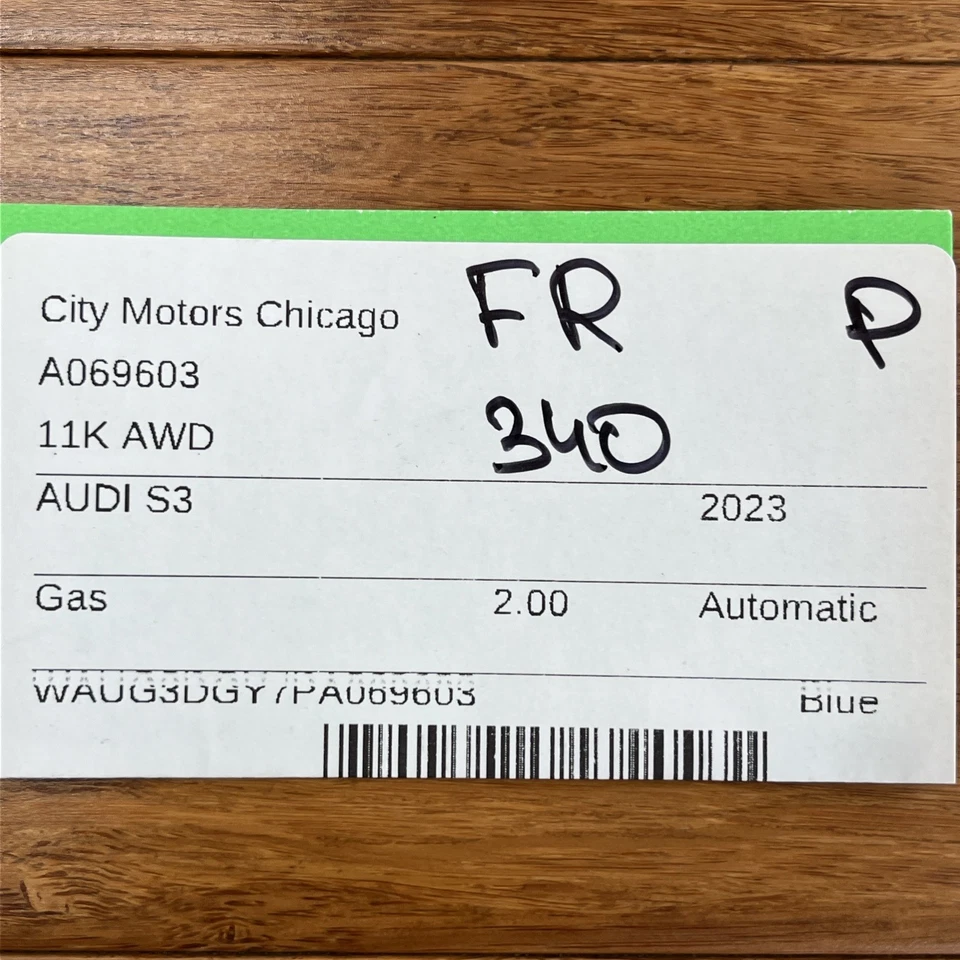 City Motors Chicago FR P
A069603
11K AWD 340
AUDI S3 2023
Gas 2.00 Automatic
WAUG3DGY7PA069603 Blue